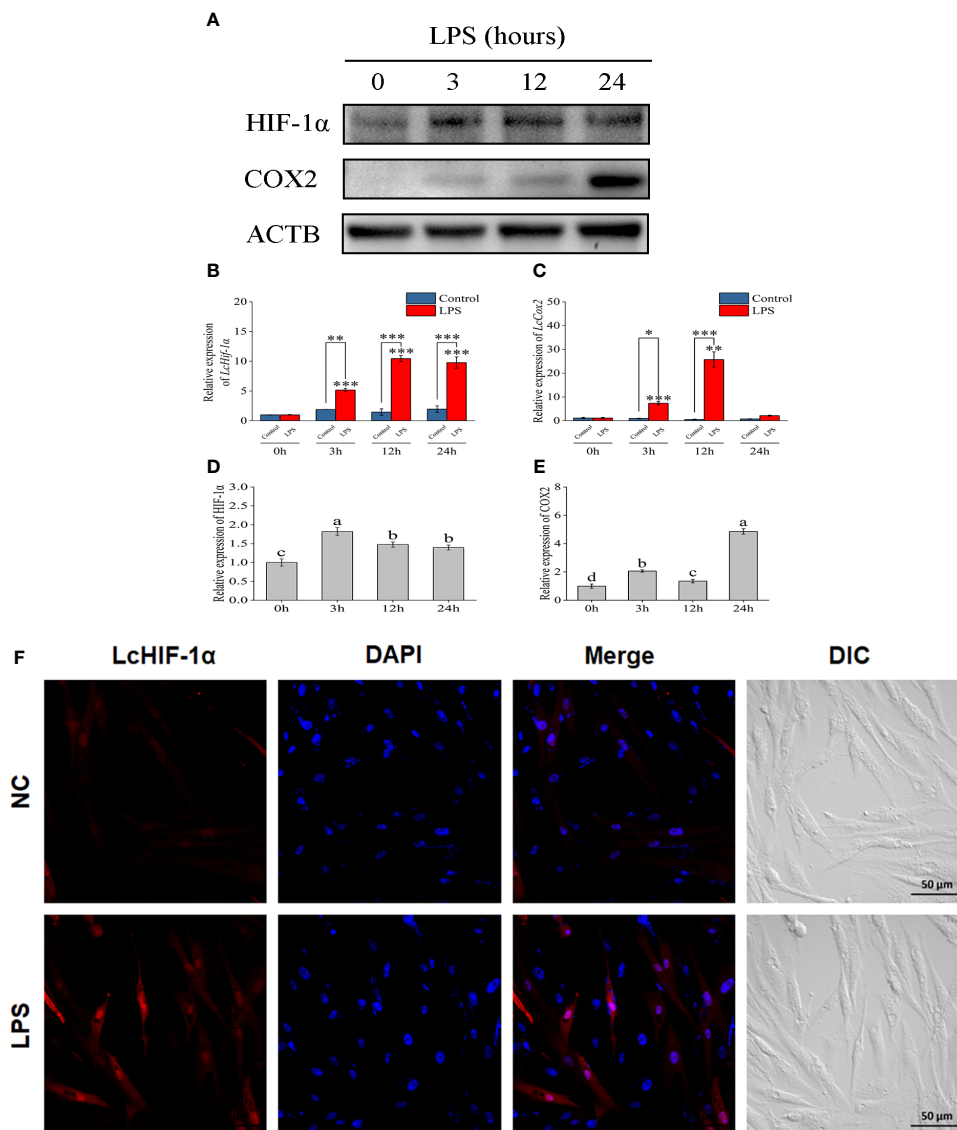 A
LPS (hours)
0 3 12 24
HIF-1α
COX2
ACTB
B
Control
LPS
Relative expression
of LcHif-1α
20
15
10
5
0
** *** ***
*** *** ***
Control LPS Control LPS Control LPS Control LPS
0h 3h 12h 24h
C
Control
LPS
Relative expression of LcCox2
50
40
30
20
10
0
* ***
*** **
Control LPS Control LPS Control LPS Control LPS
0h 3h 12h 24h
D
Relative expression of HIF-1α
3.0
2.5
2.0
1.5
1.0
0.5
0.0
c a b b
0h 3h 12h 24h
E
Relative expression of COX2
8
6
4
2
0
d b c a
0h 3h 12h 24h
F
LcHIF-1α DAPI Merge DIC
NC
50 µm
LPS
50 µm